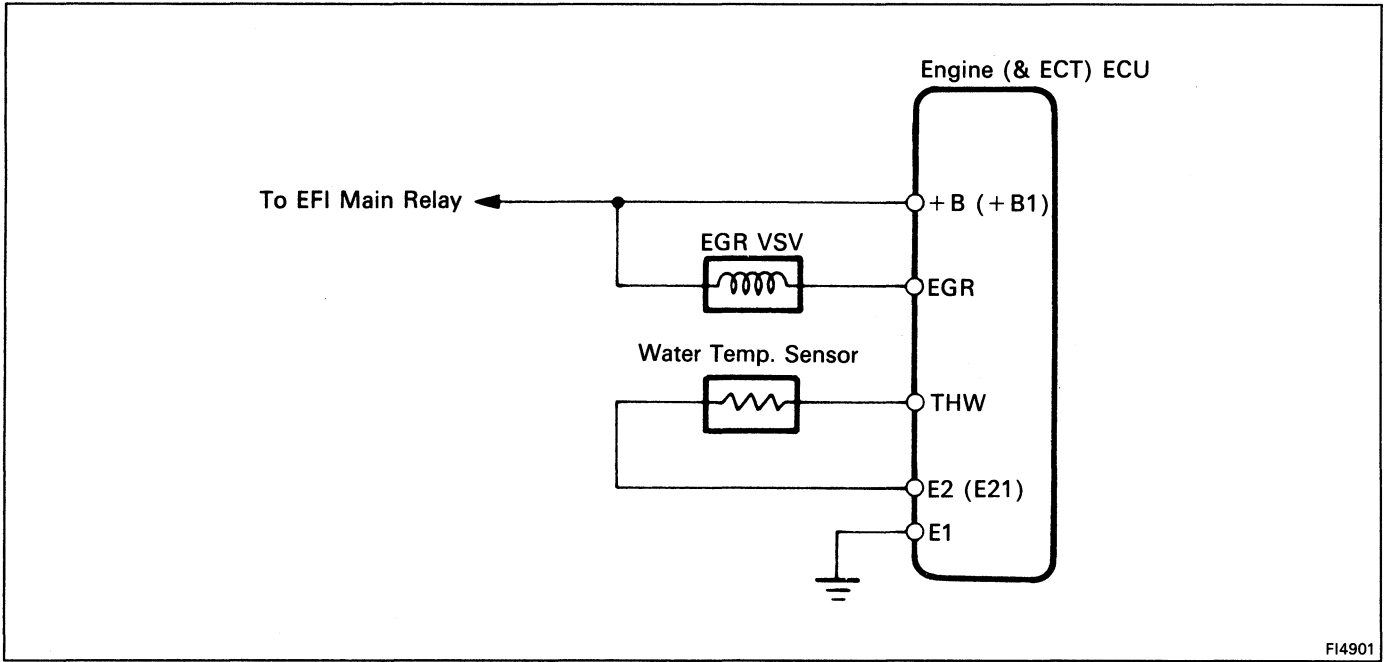 Engine (& ECT) ECU
To EFI Main Relay
+B (+B1)
EGR VSV
EGR
Water Temp. Sensor
THW
E2 (E21)
E1
FI4901